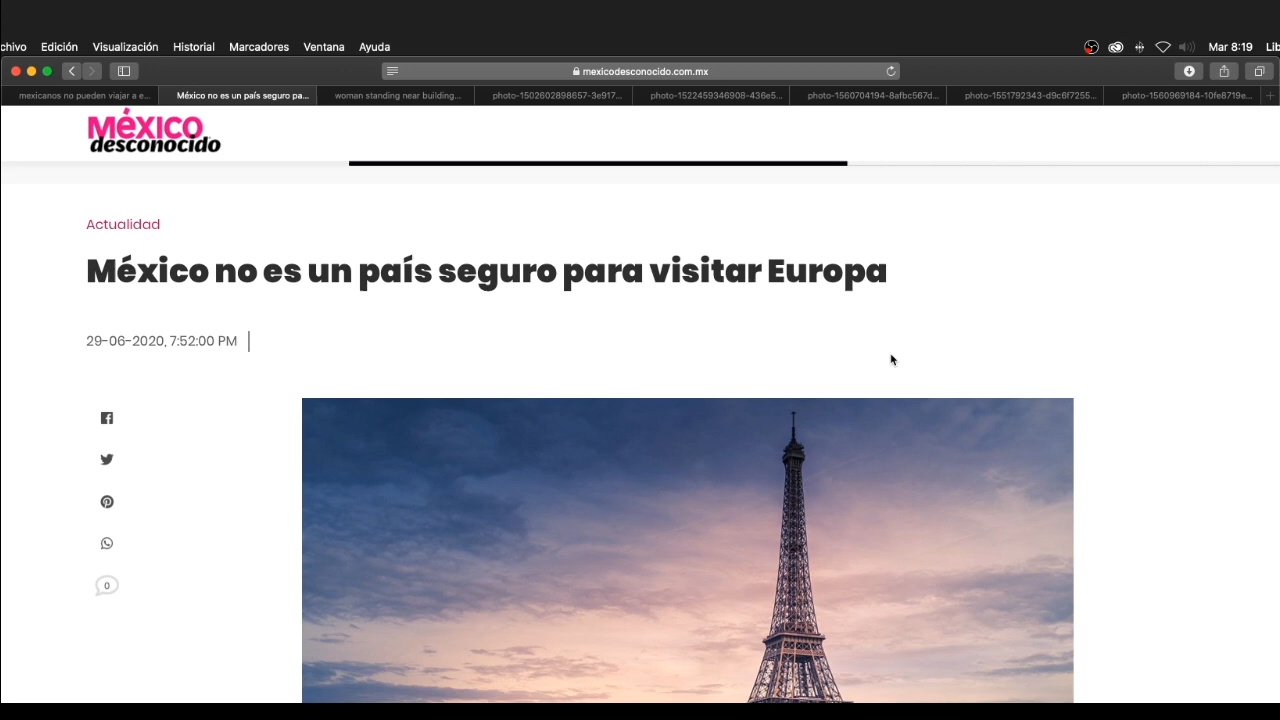 chivo Edición Visualización Historial Marcadores Ventana Ayuda Mar 8:19 Lib
mexicodesconocido.com.mx
mexicanos no pueden viajar a e... México no es un país seguro pa... woman standing near building... photo-1502602898657-3e917... photo-1522459346908-436e5... photo-1560704194-8afbc567d... photo-1551792343-d9c6f7255... photo-1560969184-10fe8719e...
México
desconocido
Actualidad
México no es un país seguro para visitar Europa
29-06-2020, 7:52:00 PM
0